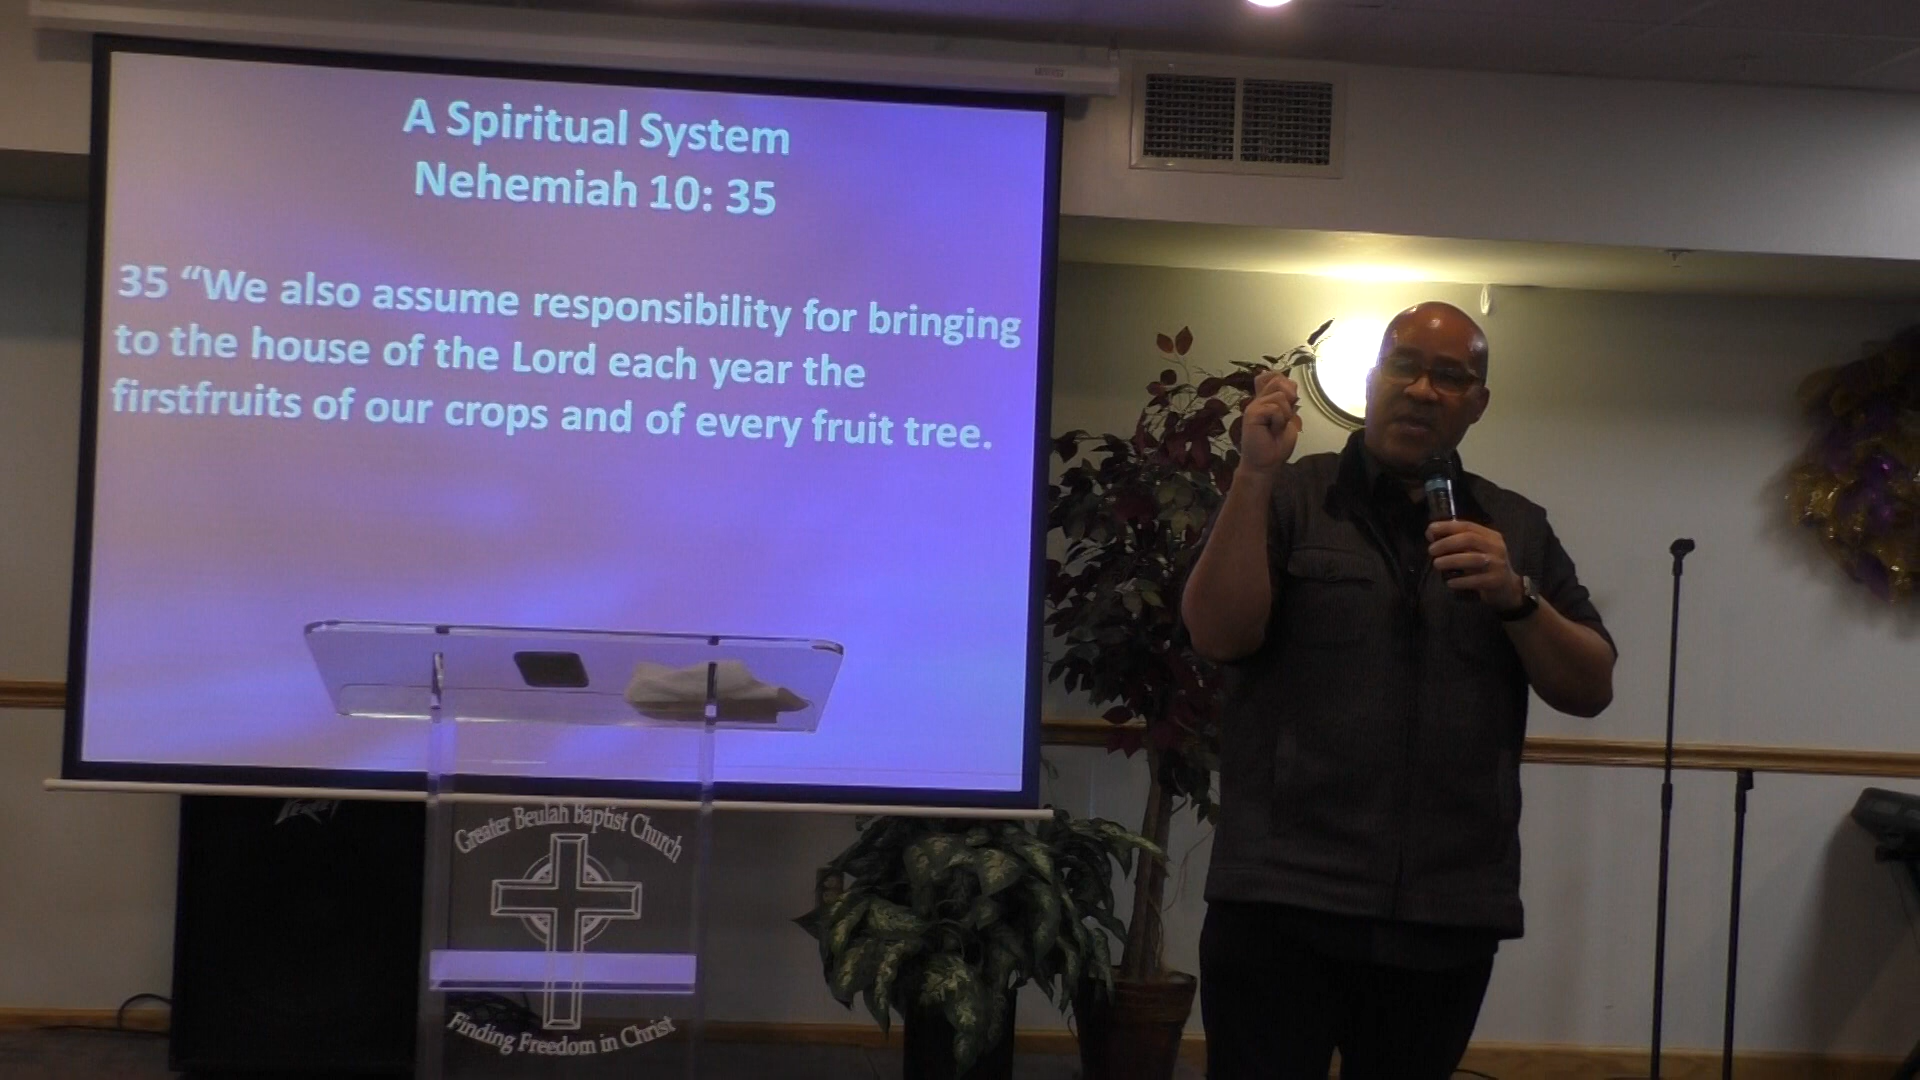 A Spiritual System
Nehemiah 10: 35
35 “We also assume responsibility for bringing
to the house of the Lord each year the
firstfruits of our crops and of every fruit tree.
Greater Beulah Baptist Church
Finding Freedom in Christ